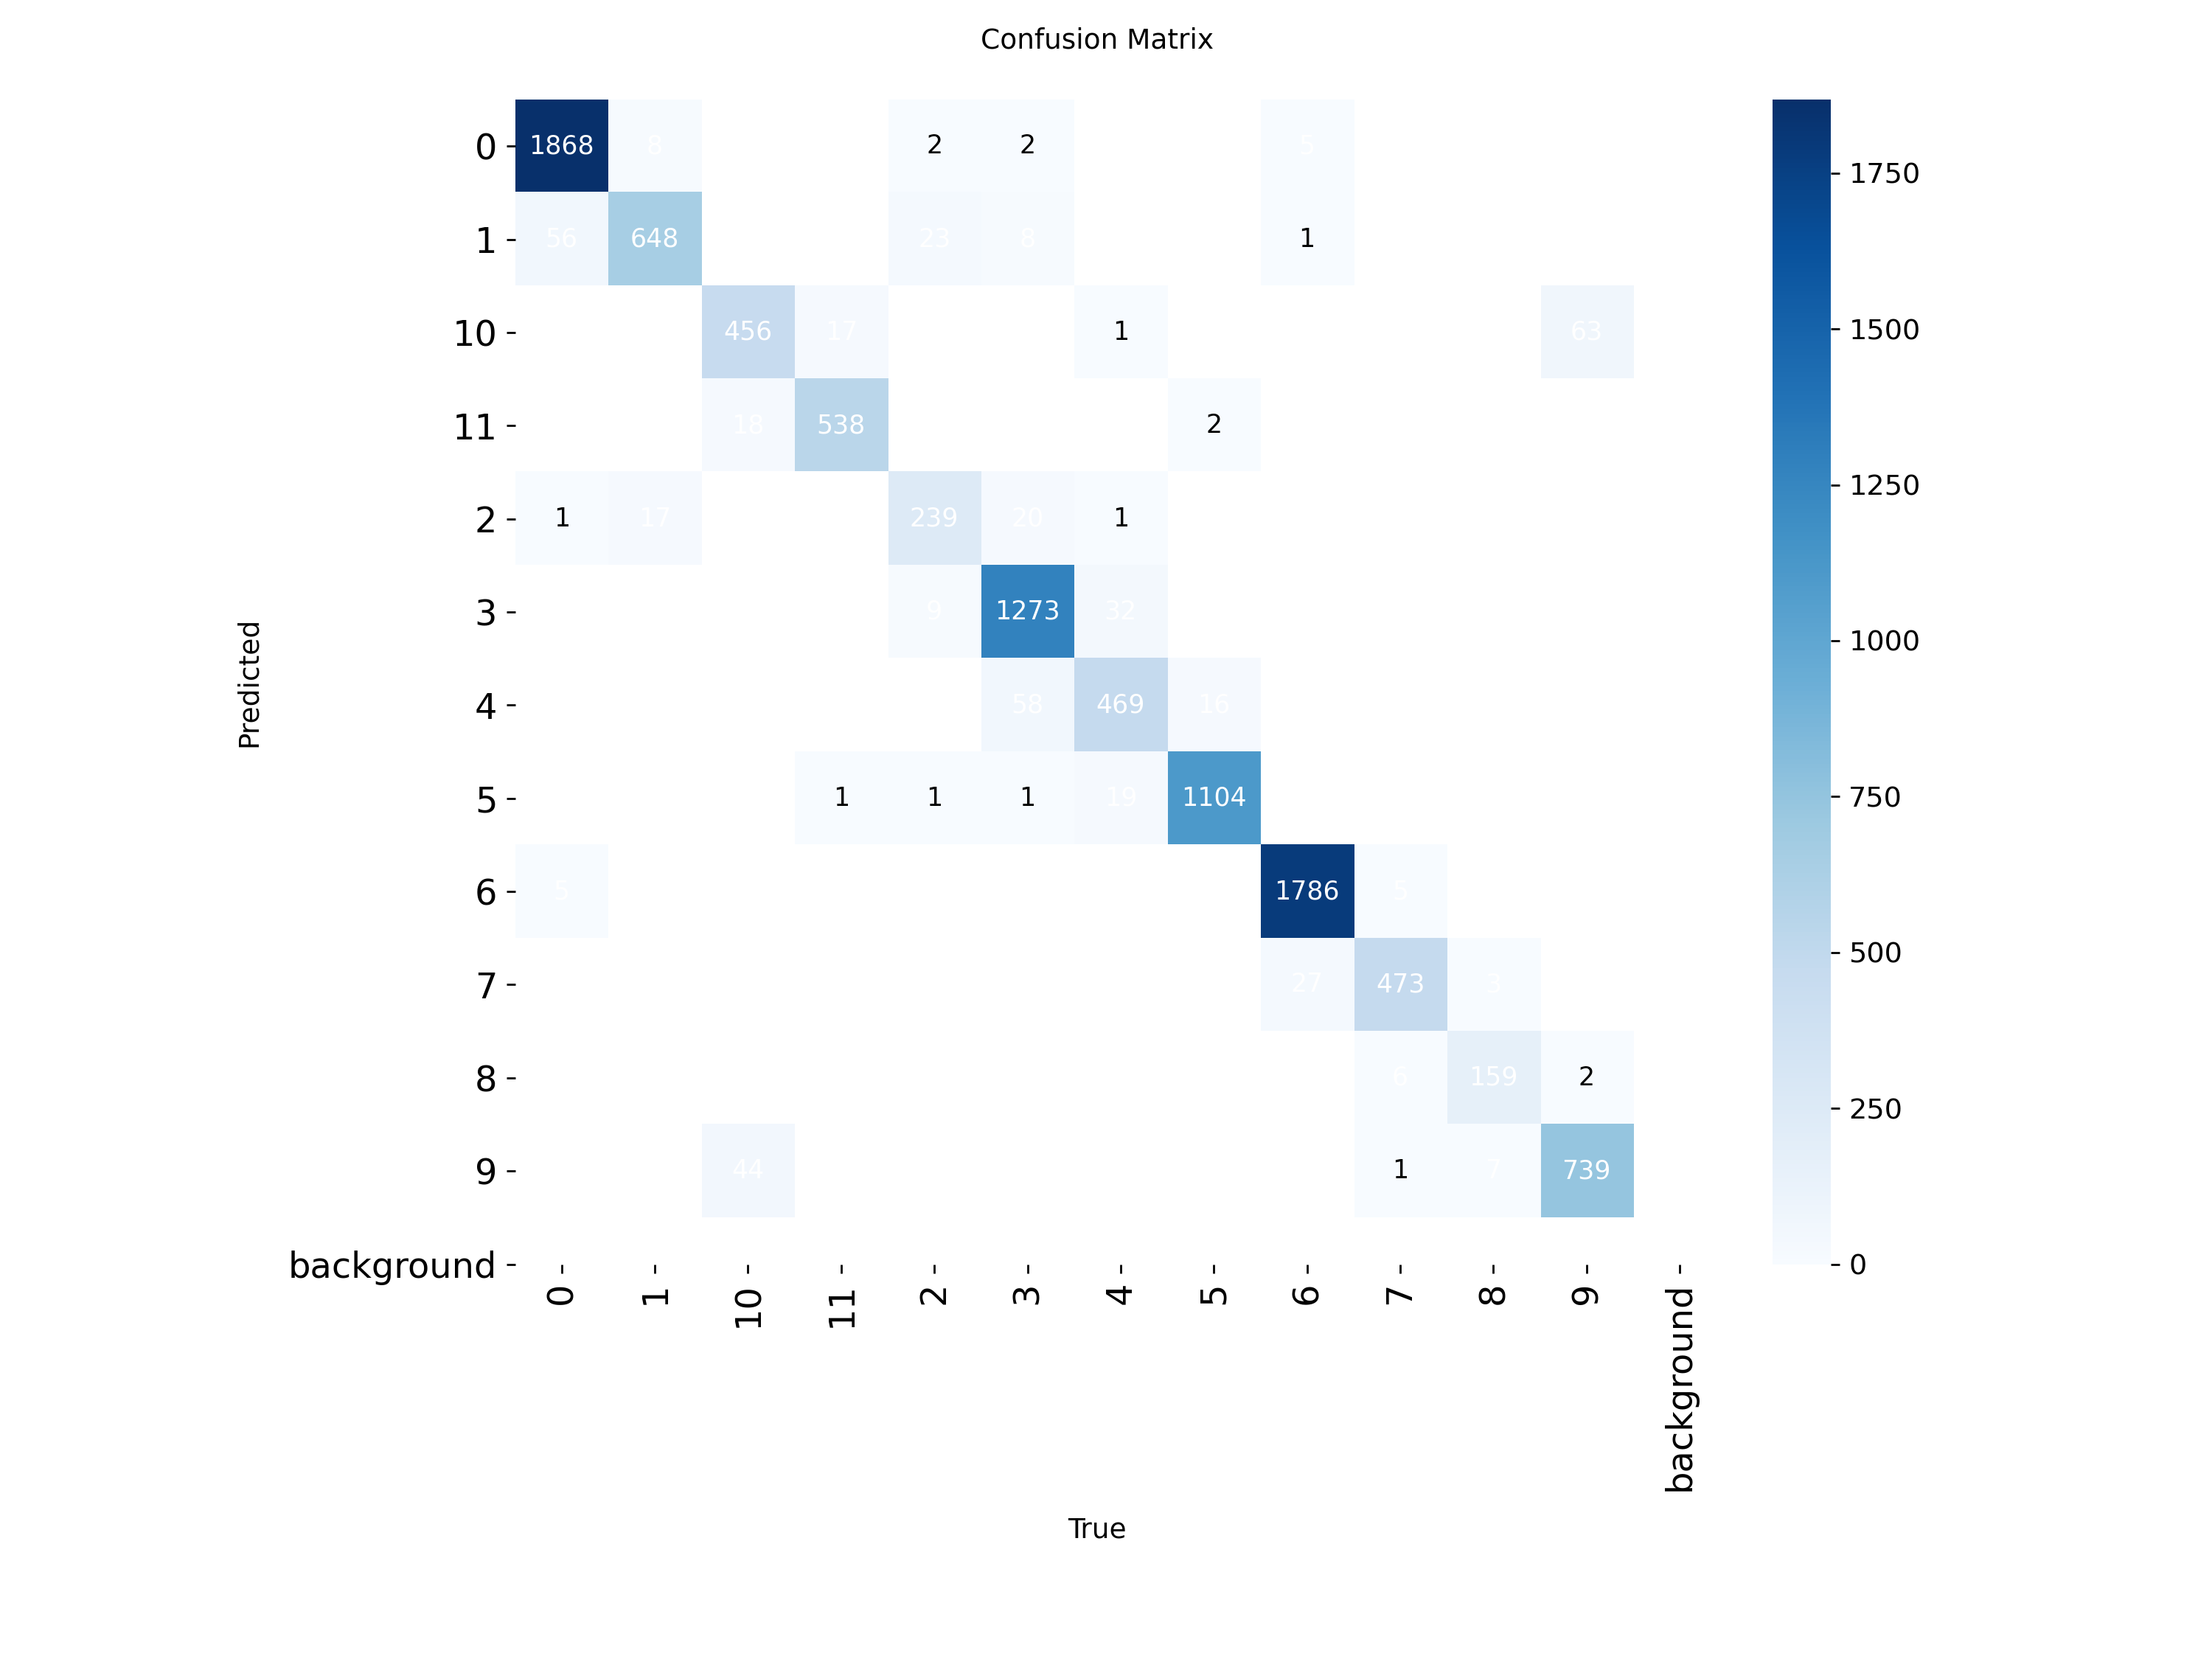 Confusion Matrix
0 1868 8 2 2 5
1 56 648 23 8 1
10 456 17 1 63
11 18 538 2
2 1 17 239 20 1
3 9 1273 32
4 58 469 16
5 1 1 1 19 1104
6 5 1786 5
7 27 473 3
8 6 159 2
9 44 1 7 739
background
0 1 10 11 2 3 4 5 6 7 8 9 background
Predicted
True
1750
1500
1250
1000
750
500
250
0